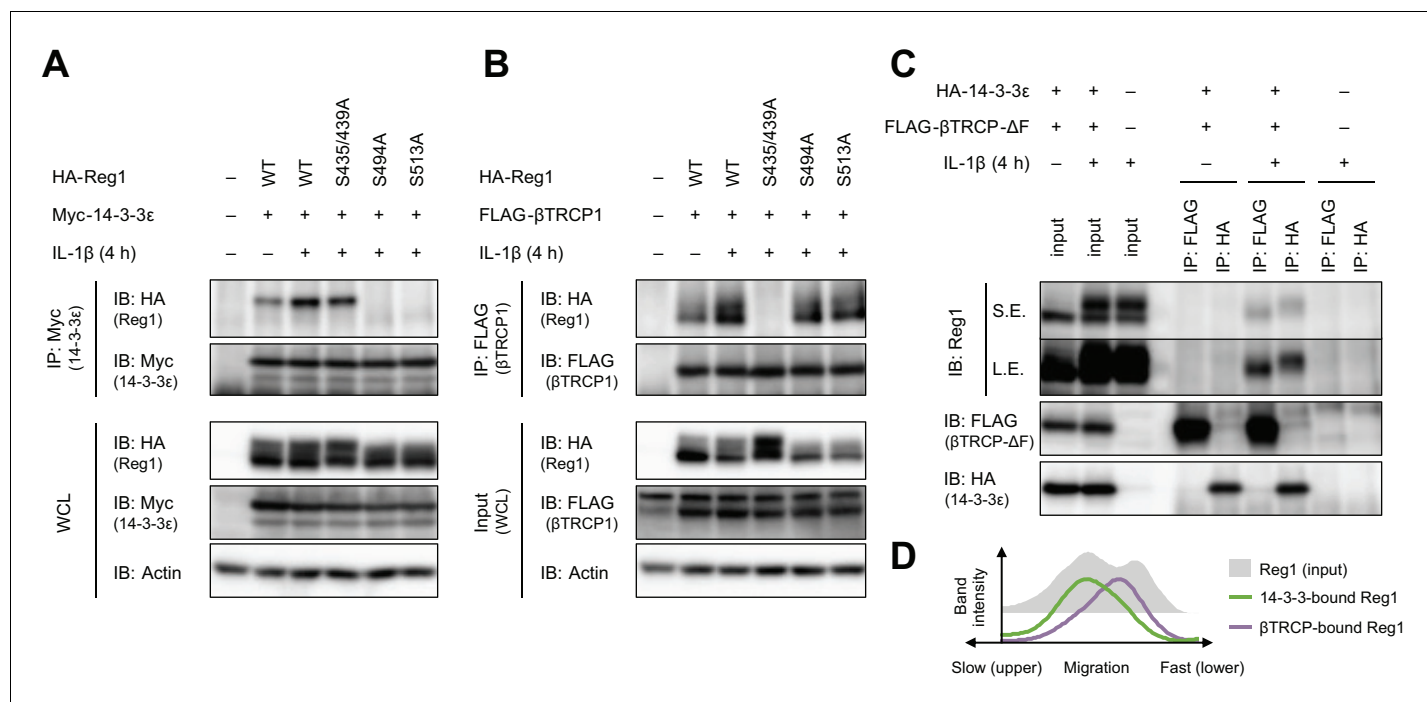 A
HA-Reg1 – WT WT S435/439A S494A S513A
Myc-14-3-3ε – + + + + +
IL-1β (4 h) – – + + + +
IP: Myc
(14-3-3ε)
IB: HA
(Reg1)
IB: Myc
(14-3-3ε)
WCL
IB: HA
(Reg1)
IB: Myc
(14-3-3ε)
IB: Actin
B
HA-Reg1 – WT WT S435/439A S494A S513A
FLAG-βTRCP1 – + + + + +
IL-1β (4 h) – – + + + +
IP: FLAG
(βTRCP1)
IB: HA
(Reg1)
IB: FLAG
(βTRCP1)
Input
(WCL)
IB: HA
(Reg1)
IB: FLAG
(βTRCP1)
IB: Actin
C
HA-14-3-3ε + + – + + –
FLAG-βTRCP-ΔF + + – + + –
IL-1β (4 h) – + + – + +
input input input IP: FLAG IP: HA IP: FLAG IP: HA IP: FLAG IP: HA
IB: Reg1
S.E.
L.E.
IB: FLAG
(βTRCP-ΔF)
IB: HA
(14-3-3ε)
D
Band
intensity
Slow (upper) Migration Fast (lower)
Reg1 (input)
14-3-3-bound Reg1
βTRCP-bound Reg1